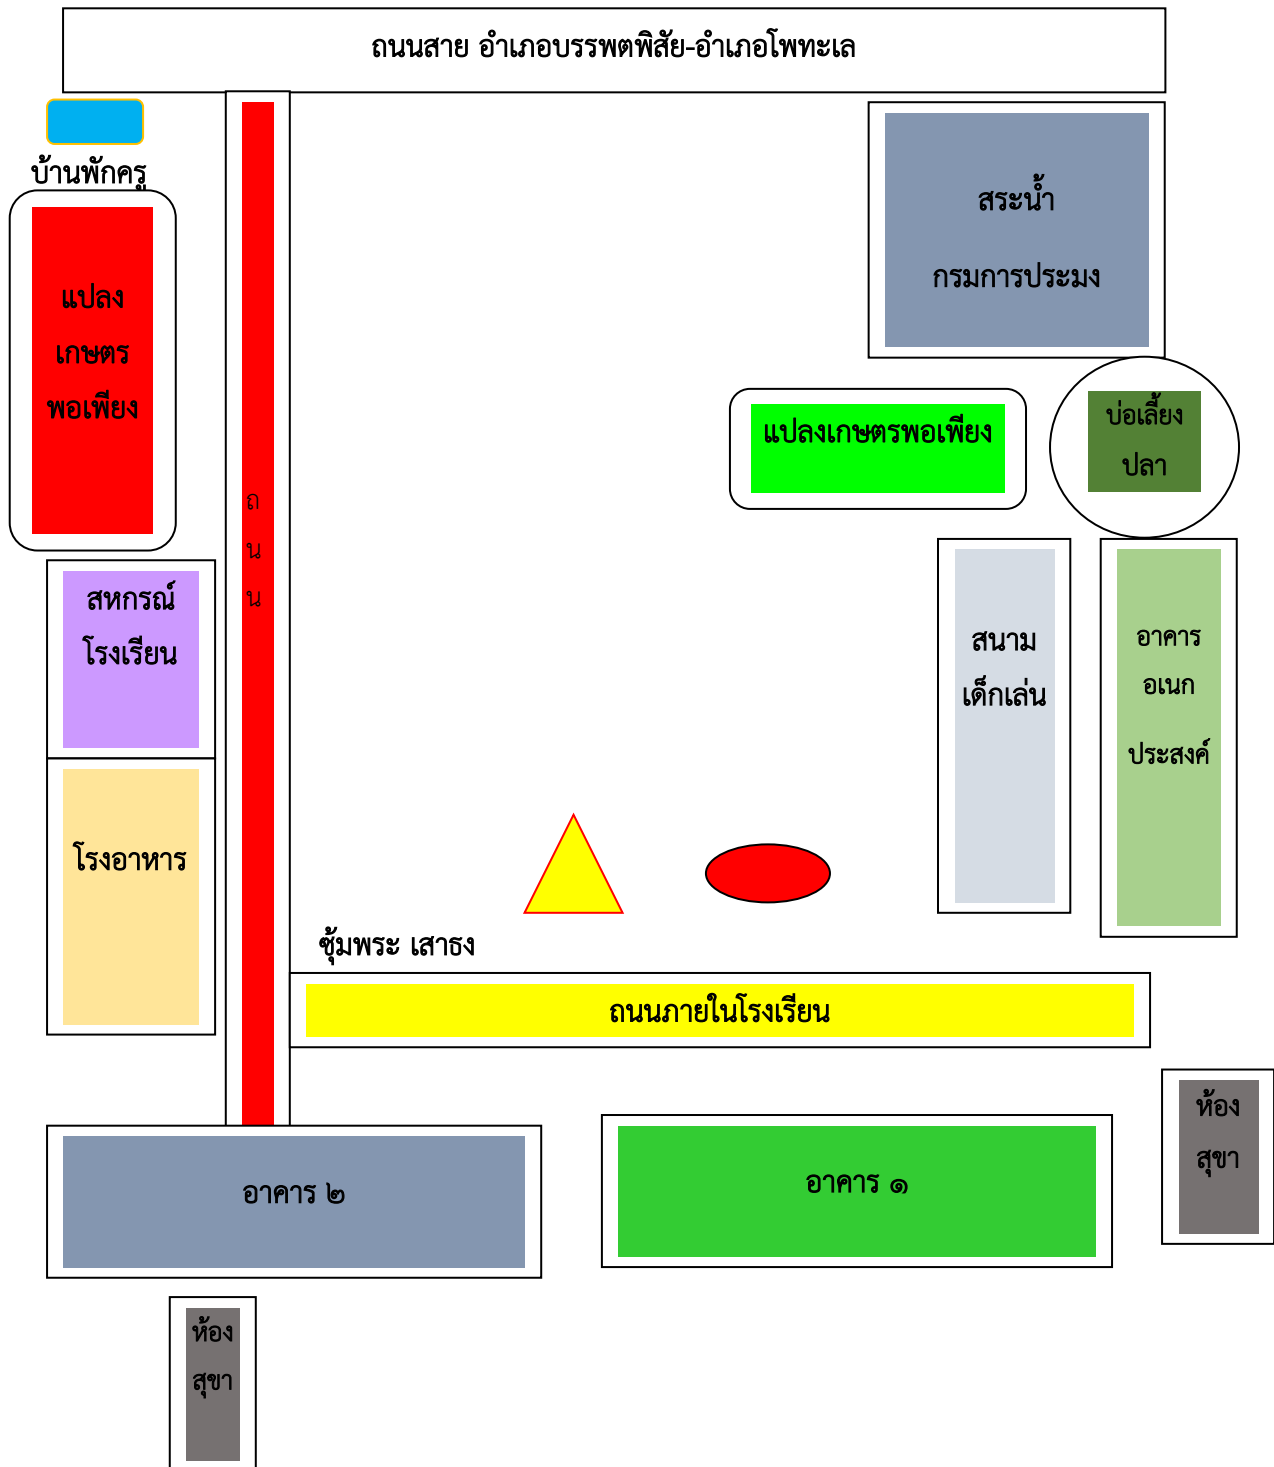 ถนนสาย อำเภอบรรพตพิสัย-อำเภอโพทะเล
บ้านพักครู
สระน้ำ
กรมการประมง
แปลง
เกษตร
พอเพียง
แปลงเกษตรพอเพียง
บ่อเลี้ยง
ปลา
ถ
น
น
สหกรณ์
โรงเรียน
สนาม
เด็กเล่น
อาคาร
อเนก
ประสงค์
โรงอาหาร
ซุ้มพระ เสาธง
ถนนภายในโรงเรียน
ห้อง
สุขา
อาคาร ๒
อาคาร ๑
ห้อง
สุขา